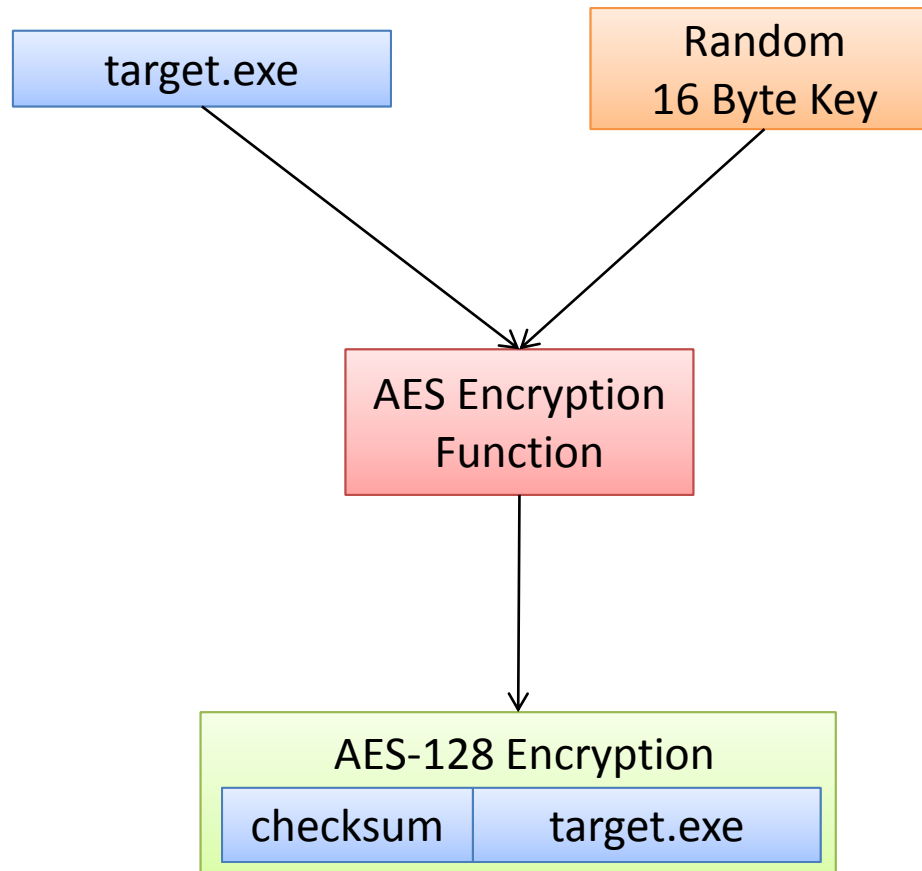 target.exe
Random
16 Byte Key
AES Encryption
Function
AES-128 Encryption
checksum
target.exe